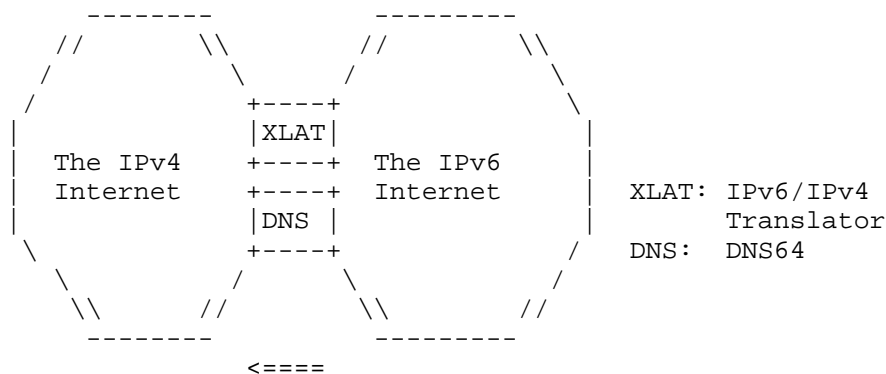 XLAT
The IPv4 The IPv6
Internet Internet XLAT: IPv6/IPv4
DNS Translator
DNS: DNS64
<====